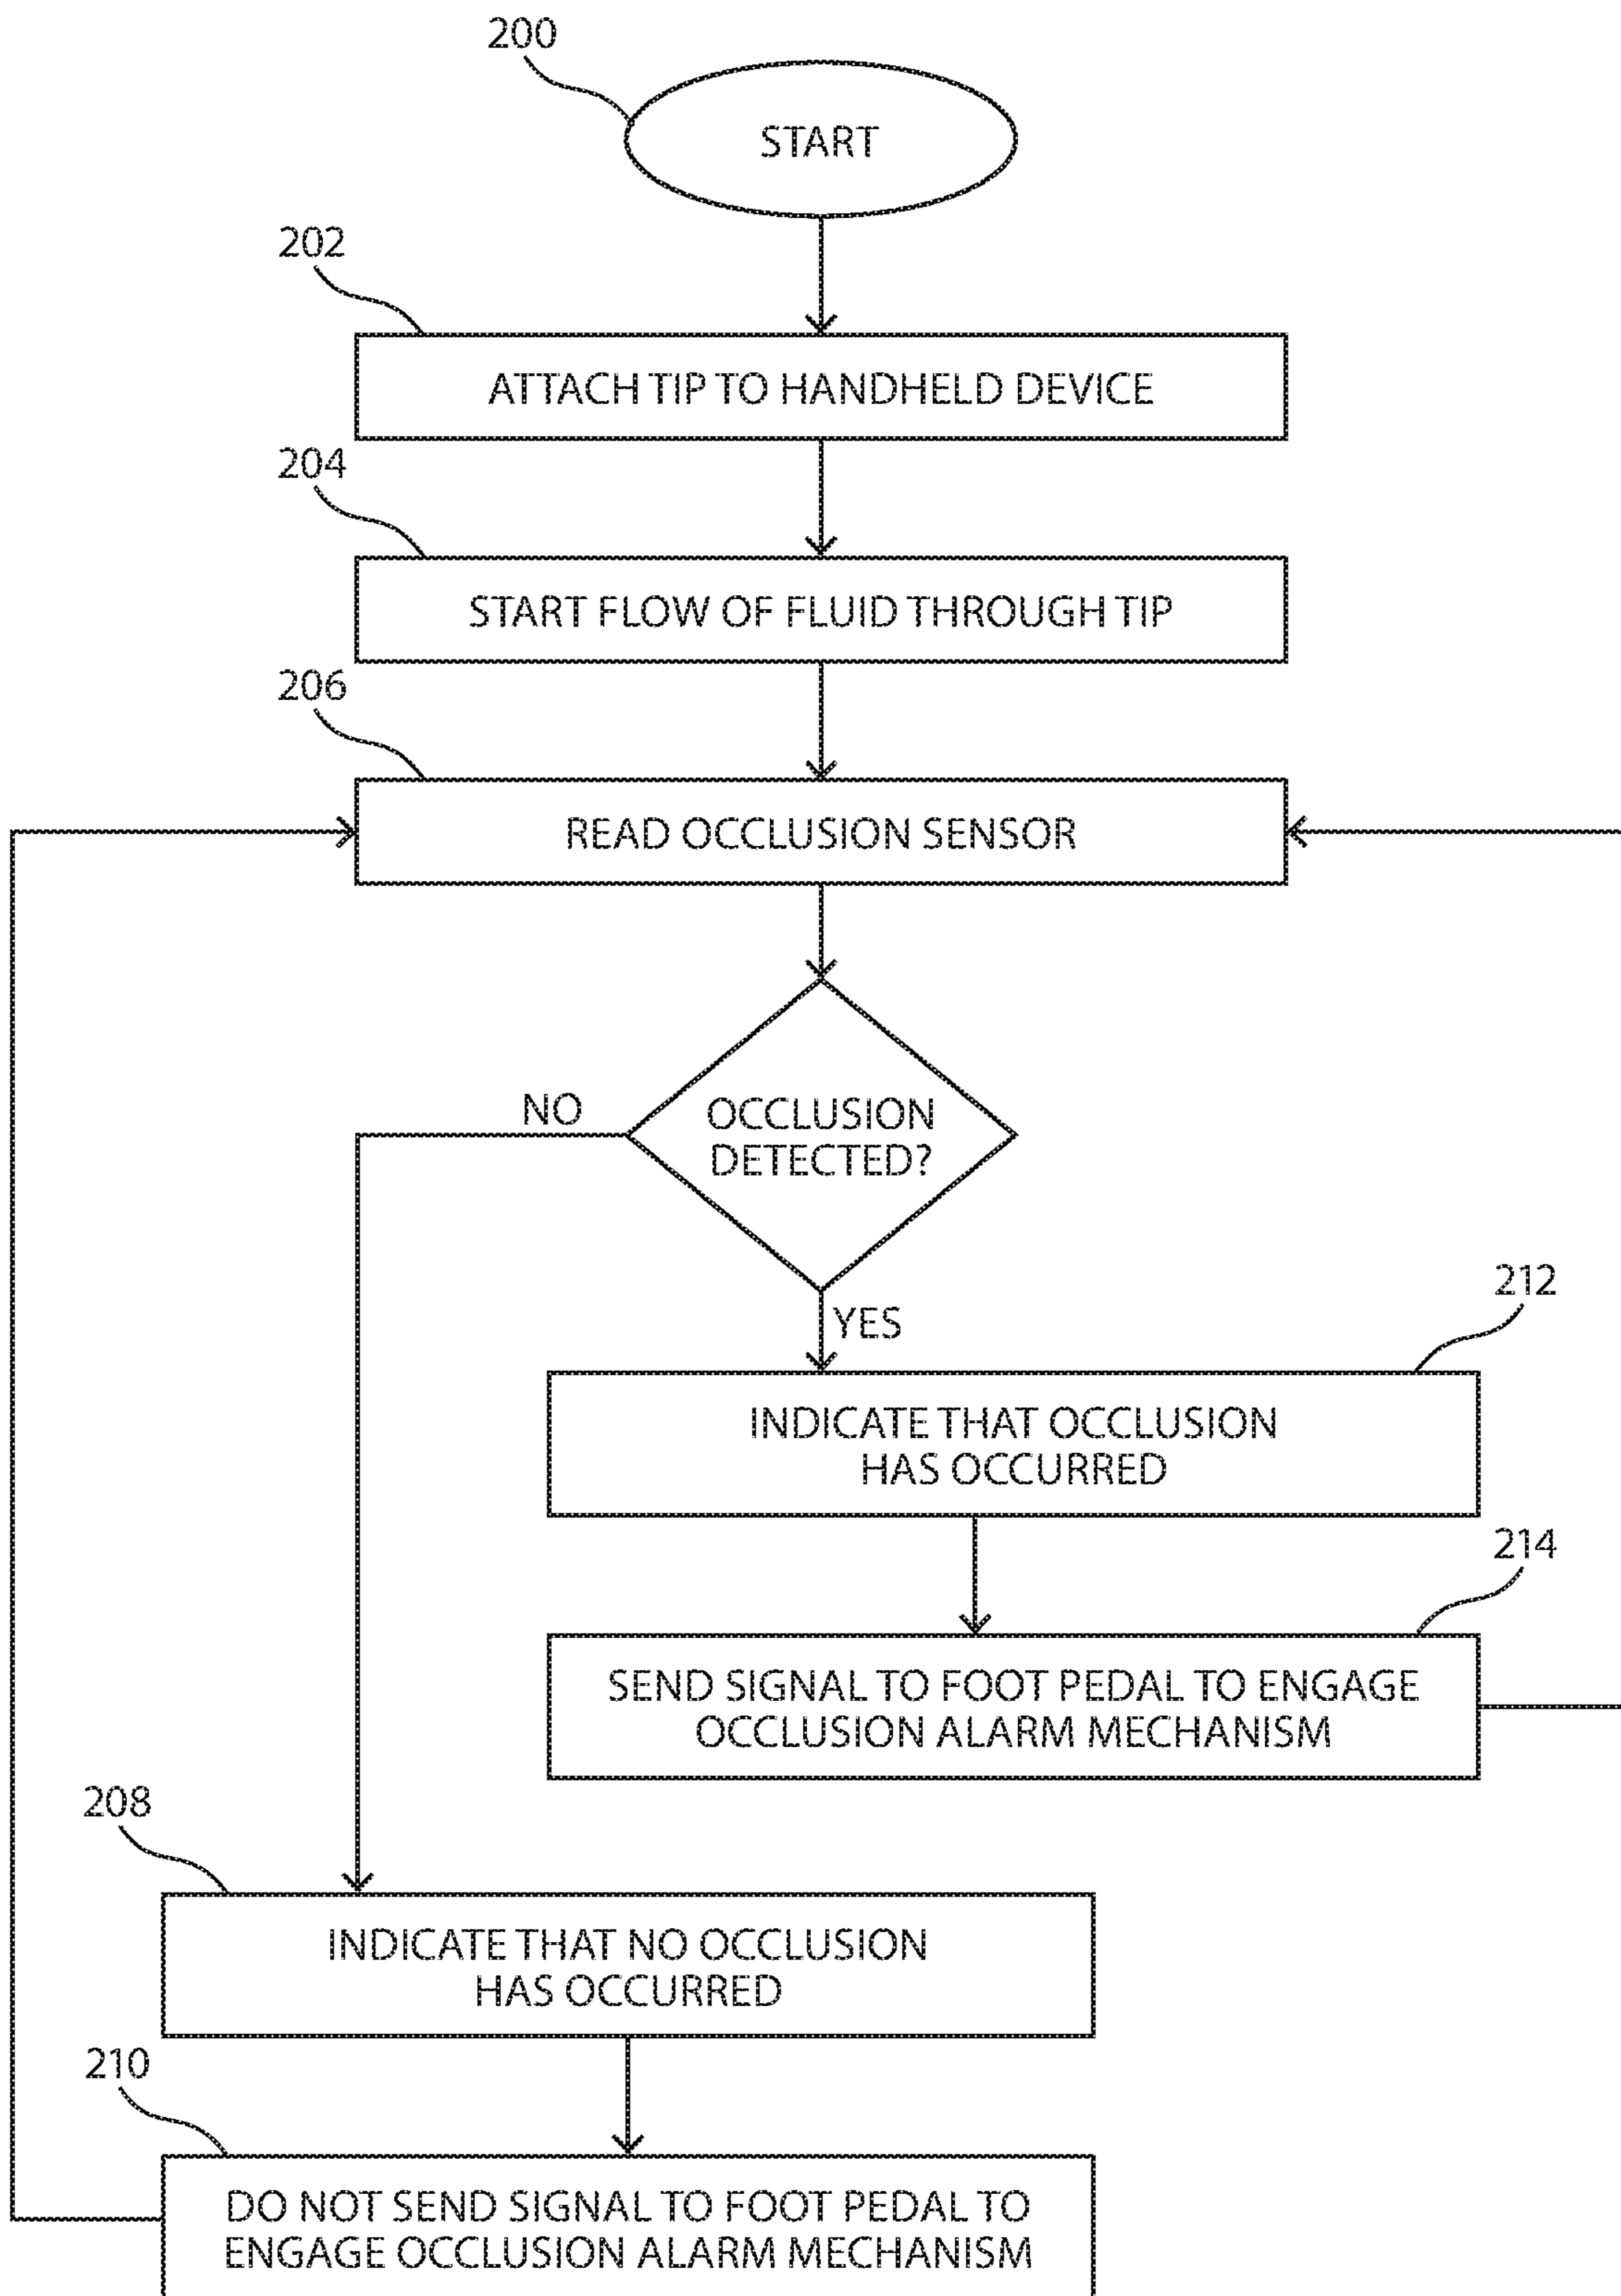 200
START
202
ATTACH TIP TO HANDHELD DEVICE
204
START FLOW OF FLUID THROUGH TIP
206
READ OCCLUSION SENSOR
NO
OCCLUSION
DETECTED?
YES
212
INDICATE THAT OCCLUSION
HAS OCCURRED
214
SEND SIGNAL TO FOOT PEDAL TO ENGAGE
OCCLUSION ALARM MECHANISM
208
INDICATE THAT NO OCCLUSION
HAS OCCURRED
210
DO NOT SEND SIGNAL TO FOOT PEDAL TO
ENGAGE OCCLUSION ALARM MECHANISM